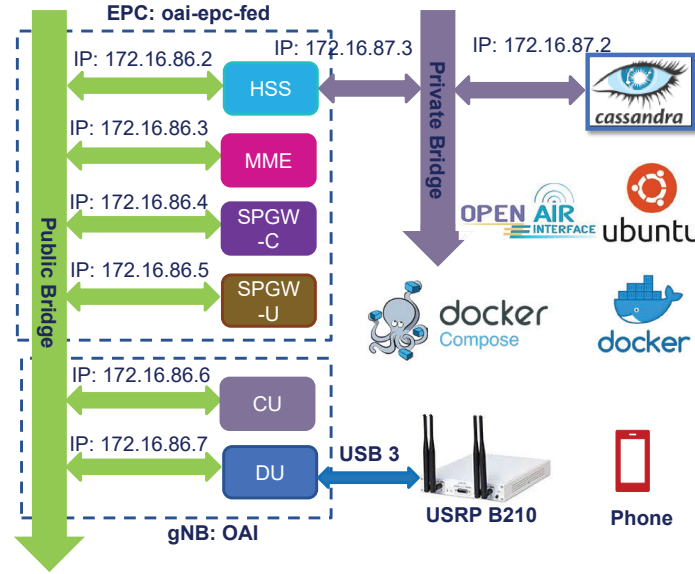 EPC: oai-epc-fed
IP: 172.16.86.2
IP: 172.16.87.3
IP: 172.16.87.2
HSS
cassandra
IP: 172.16.86.3
MME
Private Bridge
IP: 172.16.86.4
SPGW
-C
OPEN AIR
INTERFACE
ubuntu
Public Bridge
IP: 172.16.86.5
SPGW
-U
docker
Compose
docker
IP: 172.16.86.6
CU
IP: 172.16.86.7
DU
USB 3
USRP B210
Phone
gNB: OAI